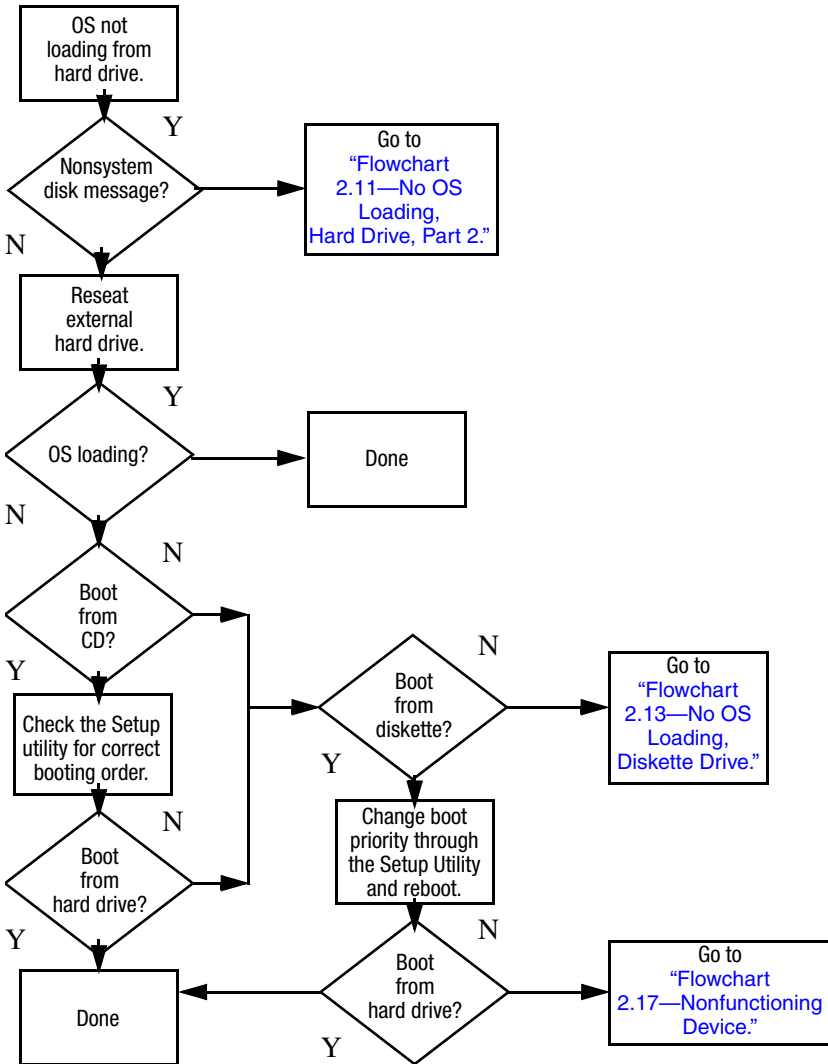 OS not
loading from
hard drive.
Y
Nonsystem
disk message?
Go to
“Flowchart
2.11—No OS
Loading,
Hard Drive, Part 2.”
N
Reseat
external
hard drive.
Y
OS loading?
Done
N
N
Boot
from
CD?
Y
Check the Setup
utility for correct
booting order.
N
Boot
from
hard drive?
Y
Done
N
Boot
from
diskette?
Go to
“Flowchart
2.13—No OS
Loading,
Diskette Drive.”
Y
Change boot
priority through
the Setup Utility
and reboot.
N
Boot
from
hard drive?
Go to
“Flowchart
2.17—Nonfunctioning
Device.”
Y